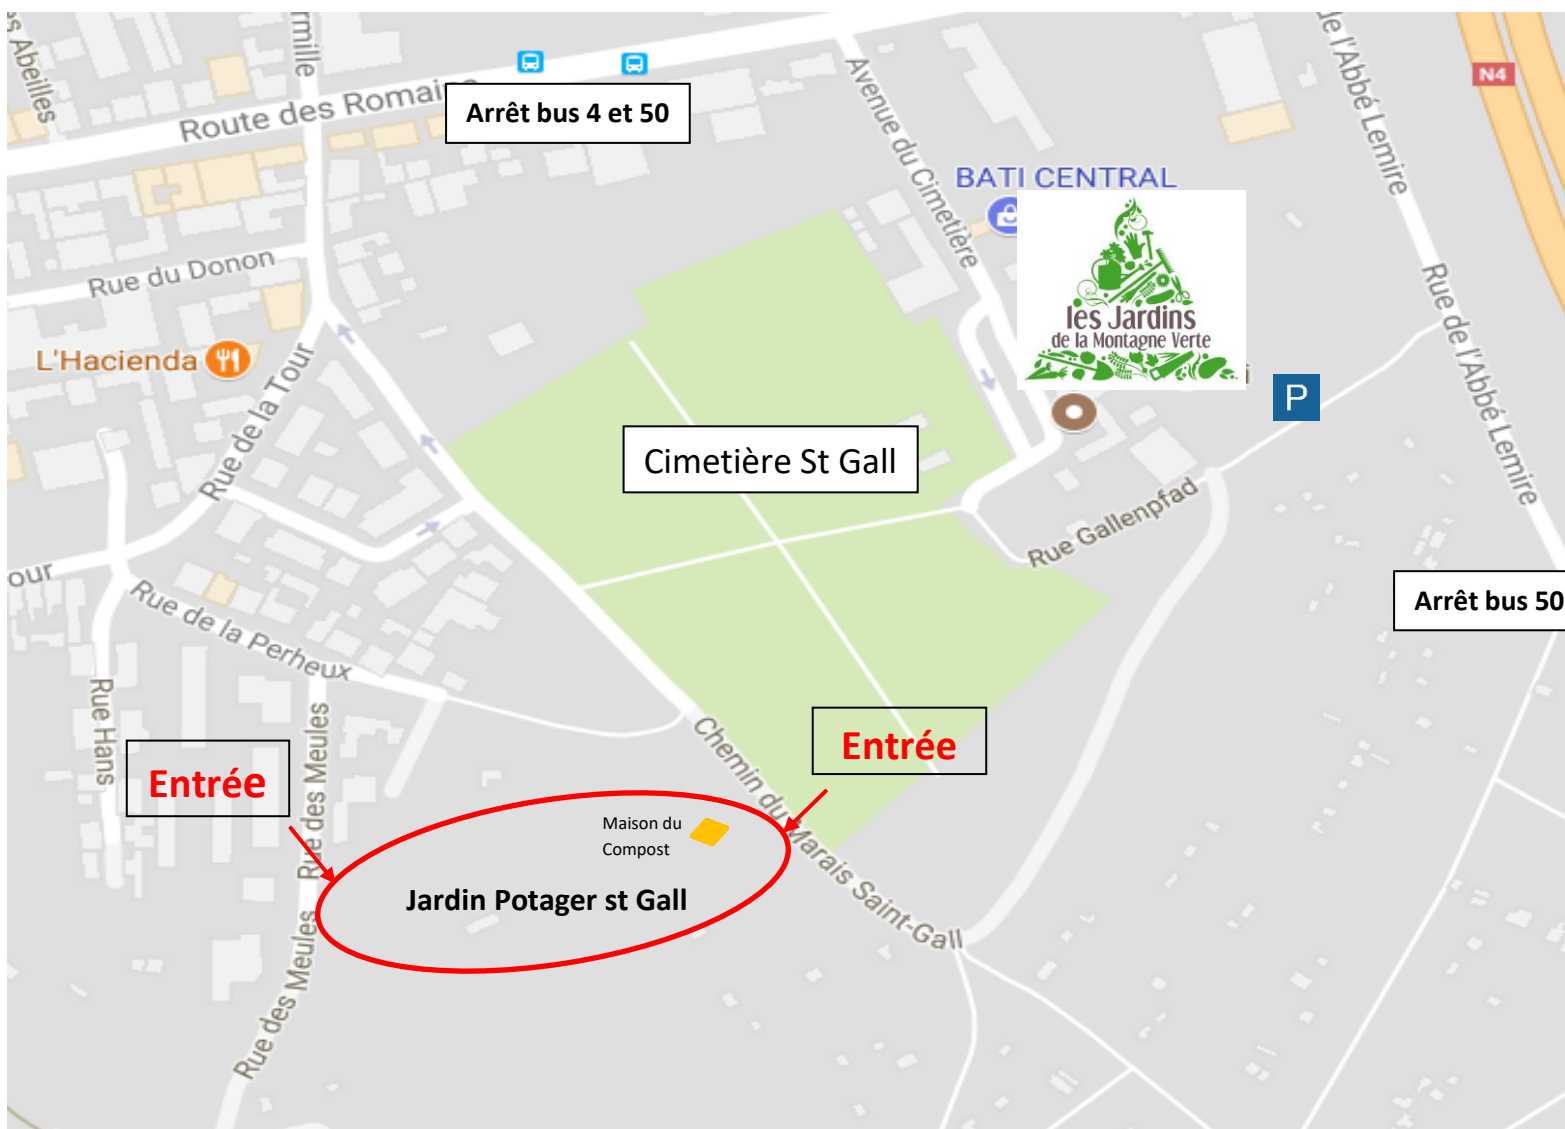 s Abeilles
rmille
Route des Romains
Arrêt bus 4 et 50
Avenue du Cimetière
de l'Abbé Lemire
N4
BATI CENTRAL
les Jardins
de la Montagne Verte
i
P
Rue de l'Abbé Lemire
Rue du Donon
L'Hacienda
Rue de la Tour
Cimetière St Gall
Rue Gallenpfad
Arrêt bus 50
our
Rue de la Perheux
Rue Hans
Rue des Meules
Entrée
Entrée
Chemin du Marais Saint-Gall
Maison du
Compost
Jardin Potager st Gall
Rue des Meules